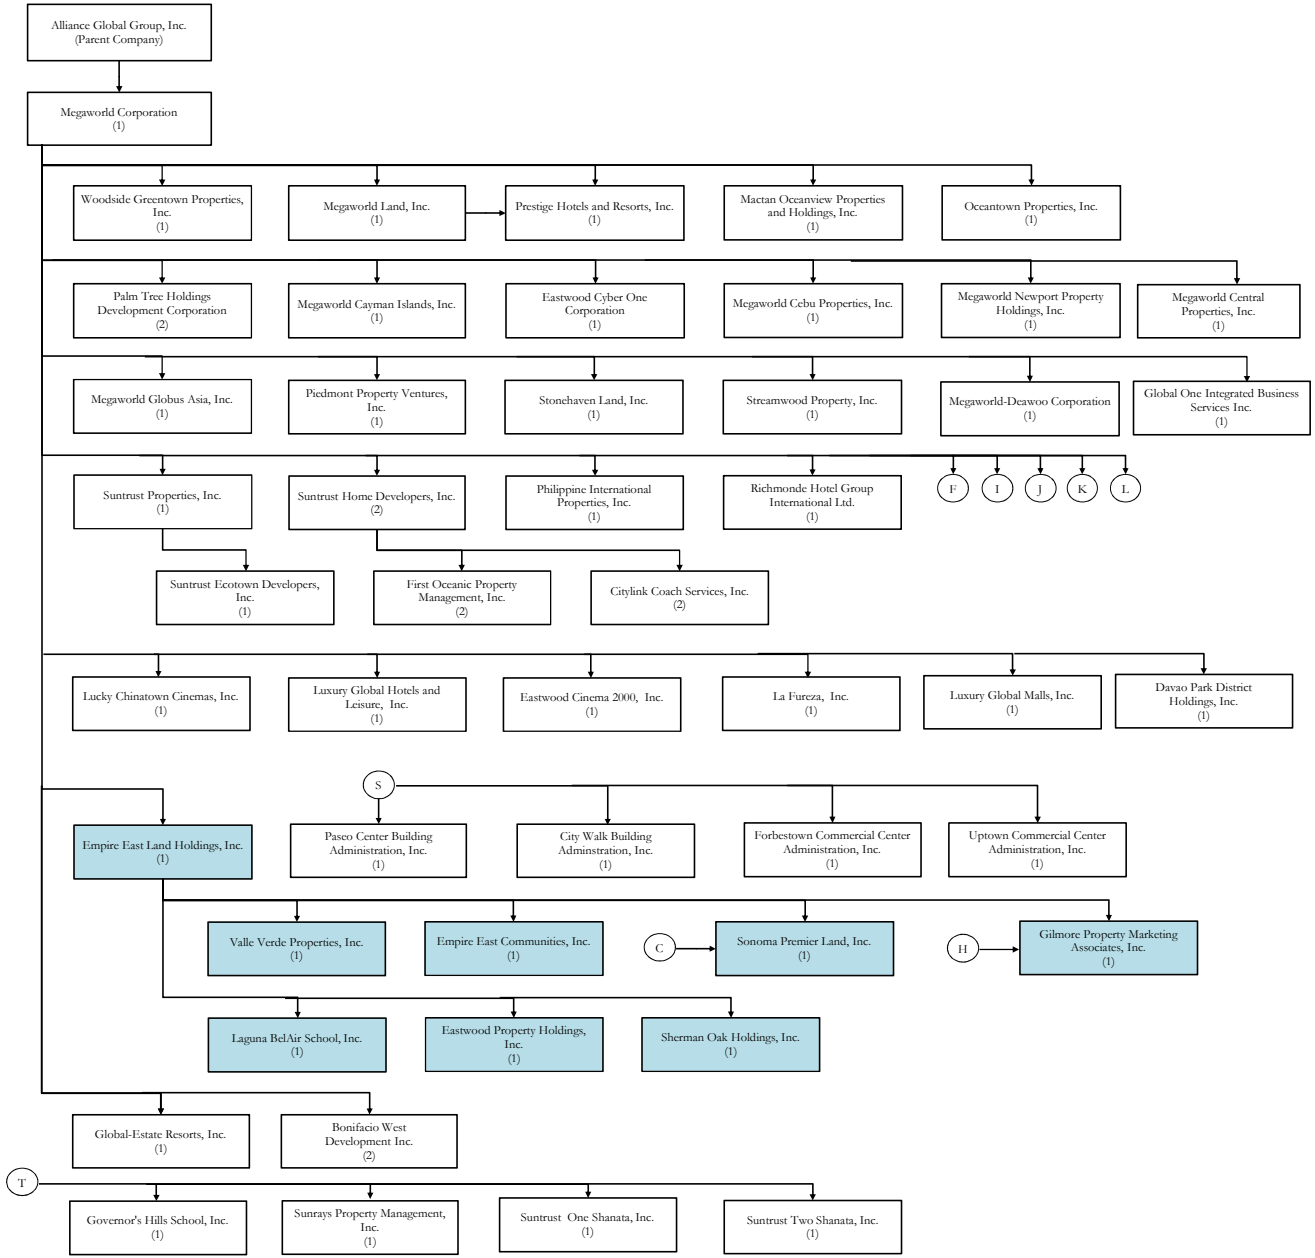 Alliance Global Group, Inc.
(Parent Company)
Megaworld Corporation
(1)
Woodside Greentown Properties,
Inc.
(1)
Megaworld Land, Inc.
(1)
Prestige Hotels and Resorts, Inc.
(1)
Mactan Oceanview Properties
and Holdings, Inc.
(1)
Oceantown Properties, Inc.
(1)
Palm Tree Holdings
Development Corporation
(2)
Megaworld Cayman Islands, Inc.
(1)
Eastwood Cyber One
Corporation
(1)
Megaworld Cebu Properties, Inc.
(1)
Megaworld Newport Property
Holdings, Inc.
(1)
Megaworld Central
Properties, Inc.
(1)
Megaworld Globus Asia, Inc.
(1)
Piedmont Property Ventures,
Inc.
(1)
Stonehaven Land, Inc.
(1)
Streamwood Property, Inc.
(1)
Megaworld-Deawoo Corporation
(1)
Global One Integrated Business
Services Inc.
(1)
Suntrust Properties, Inc.
(1)
Suntrust Home Developers, Inc.
(2)
Philippine International
Properties, Inc.
(1)
Richmonde Hotel Group
International Ltd.
(1)
F
I
J
K
L
Suntrust Ecotown Developers,
Inc.
(1)
First Oceanic Property
Management, Inc.
(2)
Citylink Coach Services, Inc.
(2)
Lucky Chinatown Cinemas, Inc.
(1)
Luxury Global Hotels and
Leisure, Inc.
(1)
Eastwood Cinema 2000, Inc.
(1)
La Fureza, Inc.
(1)
Luxury Global Malls, Inc.
(1)
Davao Park District
Holdings, Inc.
(1)
S
Empire East Land Holdings, Inc.
(1)
Paseo Center Building
Administration, Inc.
(1)
City Walk Building
Adminstration, Inc.
(1)
Forbestown Commercial Center
Administration, Inc.
(1)
Uptown Commercial Center
Administration, Inc.
(1)
Valle Verde Properties, Inc.
(1)
Empire East Communities, Inc.
(1)
C
Sonoma Premier Land, Inc.
(1)
H
Gilmore Property Marketing
Associates, Inc.
(1)
Laguna BelAir School, Inc.
(1)
Eastwood Property Holdings,
Inc.
(1)
Sherman Oak Holdings, Inc.
(1)
Global-Estate Resorts, Inc.
(1)
Bonifacio West
Development Inc.
(2)
T
Governor's Hills School, Inc.
(1)
Sunrays Property Management,
Inc.
(1)
Suntrust One Shanata, Inc.
(1)
Suntrust Two Shanata, Inc.
(1)